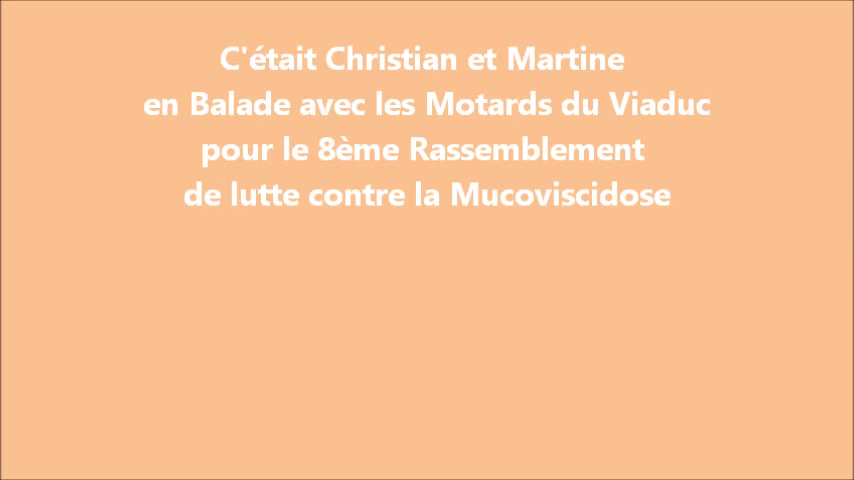 C'était Christian et Martine
en Balade avec les Motards du Viaduc
pour le 8ème Rassemblement
de lutte contre la Mucoviscidose